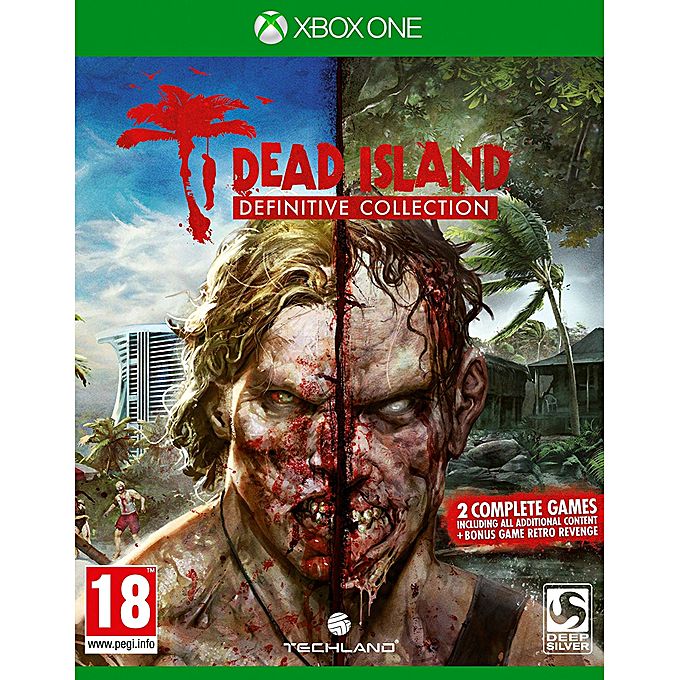 XBOX ONE
DEAD ISLAND
DEFINITIVE COLLECTION
2 COMPLETE GAMES
INCLUDING ALL ADDITIONAL CONTENT
+ BONUS GAME RETRO REVENGE
18
TM
www.pegi.info
TECHLAND®
DEEP
SILVER